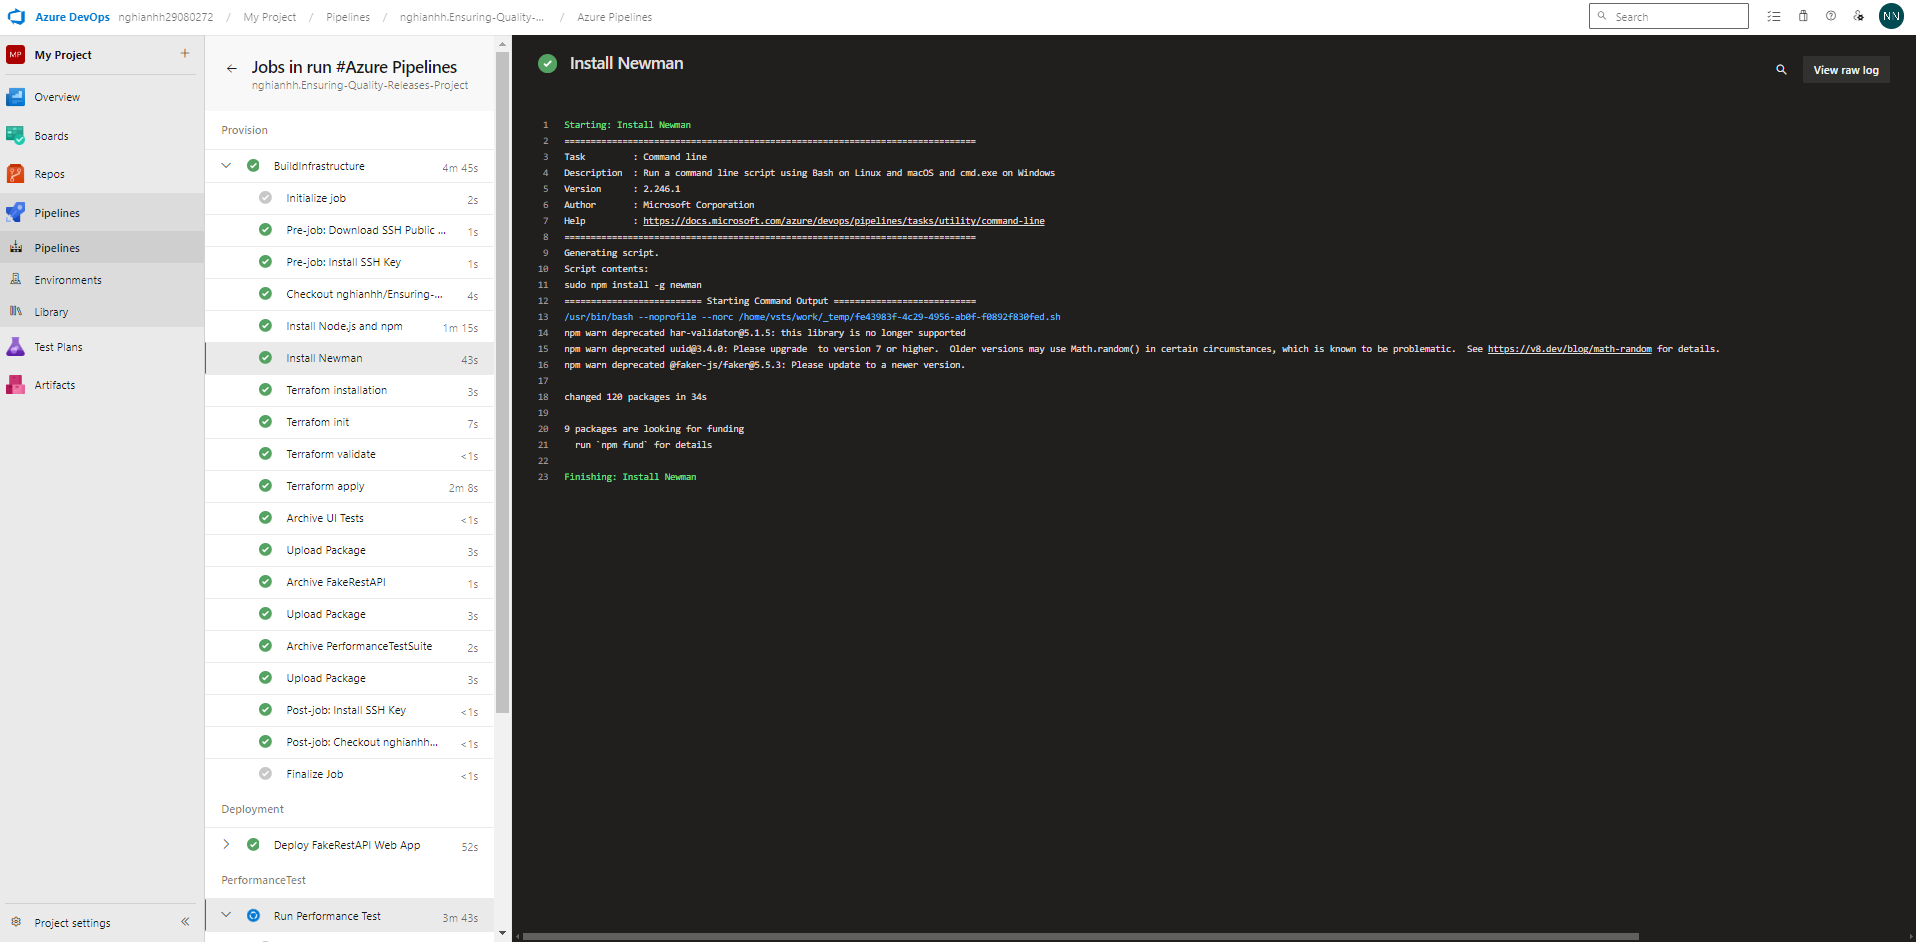 Azure DevOps nghianhh29080272 / My Project / Pipelines / nghianhh.Ensuring-Quality-... / Azure Pipelines
Search
NN
MP My Project +
Overview
Boards
Repos
Pipelines
Pipelines
Environments
Library
Test Plans
Artifacts
Project settings «
← Jobs in run #Azure Pipelines
nghianhh.Ensuring-Quality-Releases-Project
Provision
BuildInfrastructure 4m 45s
Initialize job 2s
Pre-job: Download SSH Public ... 1s
Pre-job: Install SSH Key 1s
Checkout nghianhh/Ensuring-... 4s
Install Node.js and npm 1m 15s
Install Newman 43s
Terrafom installation 3s
Terrafom init 7s
Terraform validate <1s
Terraform apply 2m 8s
Archive UI Tests <1s
Upload Package 3s
Archive FakeRestAPI 1s
Upload Package 3s
Archive PerformanceTestSuite 2s
Upload Package 3s
Post-job: Install SSH Key <1s
Post-job: Checkout nghianhh... <1s
Finalize Job <1s
Deployment
Deploy FakeRestAPI Web App 52s
PerformanceTest
Run Performance Test 3m 43s
Install Newman
View raw log
1 Starting: Install Newman
2 ==============================================================================
3 Task : Command line
4 Description : Run a command line script using Bash on Linux and macOS and cmd.exe on Windows
5 Version : 2.246.1
6 Author : Microsoft Corporation
7 Help : https://docs.microsoft.com/azure/devops/pipelines/tasks/utility/command-line
8 ==============================================================================
9 Generating script.
10 Script contents:
11 sudo npm install -g newman
12 ========================== Starting Command Output ===========================
13 /usr/bin/bash --noprofile --norc /home/vsts/work/_temp/fe43983f-4c29-4956-ab0f-f0892f830fed.sh
14 npm warn deprecated har-validator@5.1.5: this library is no longer supported
15 npm warn deprecated uuid@3.4.0: Please upgrade  to version 7 or higher.  Older versions may use Math.random() in certain circumstances, which is known to be problematic.  See https://v8.dev/blog/math-random for details.
16 npm warn deprecated @faker-js/faker@5.5.3: Please update to a newer version.
17
18 changed 120 packages in 34s
19
20 9 packages are looking for funding
21 run `npm fund` for details
22
23 Finishing: Install Newman